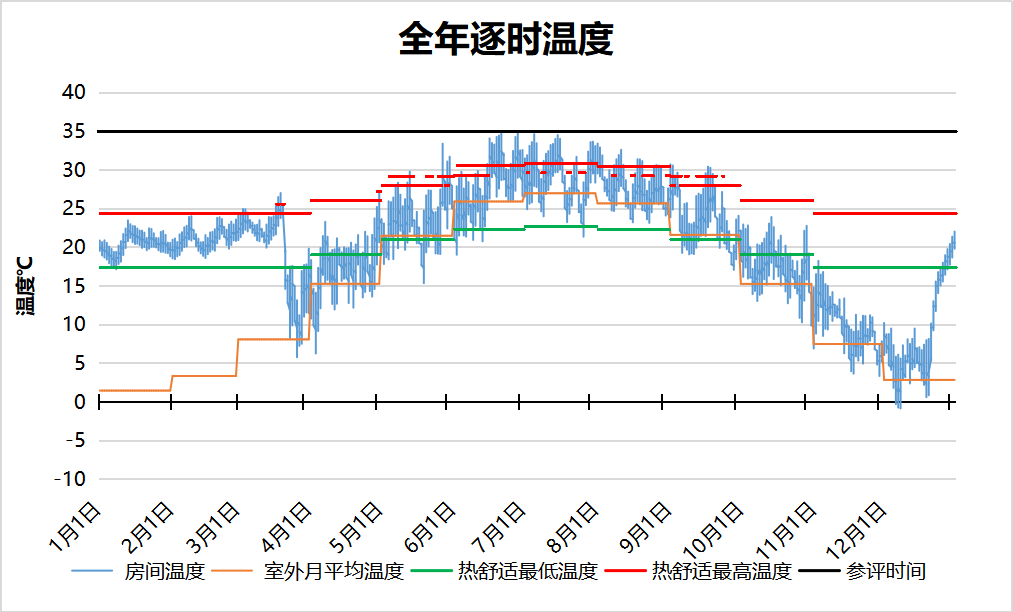 全年逐时温度
40
35
30
25
20
15
10
5
0
-5
-10
温度℃
1月1日
2月1日
3月1日
4月1日
5月1日
6月1日
7月1日
8月1日
9月1日
10月1日
11月1日
12月1日
房间温度 室外月平均温度 热舒适最低温度 热舒适最高温度 参评时间